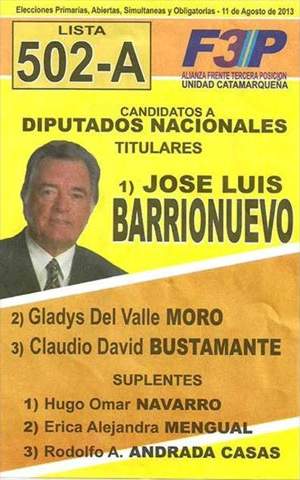 Elecciones Primarias, Abiertas, Simultaneas y Obligatorias - 11 de Agosto de 2013
LISTA
502-A
F3P
ALIANZA FRENTE TERCERA POSICION
UNIDAD CATAMARQUEÑA
CANDIDATOS A
DIPUTADOS NACIONALES
TITULARES
1) JOSE LUIS
BARRIONUEVO
2) Gladys Del Valle MORO
3) Claudio David BUSTAMANTE
SUPLENTES
1) Hugo Omar NAVARRO
2) Erica Alejandra MENGUAL
3) Rodolfo A. ANDRADA CASAS